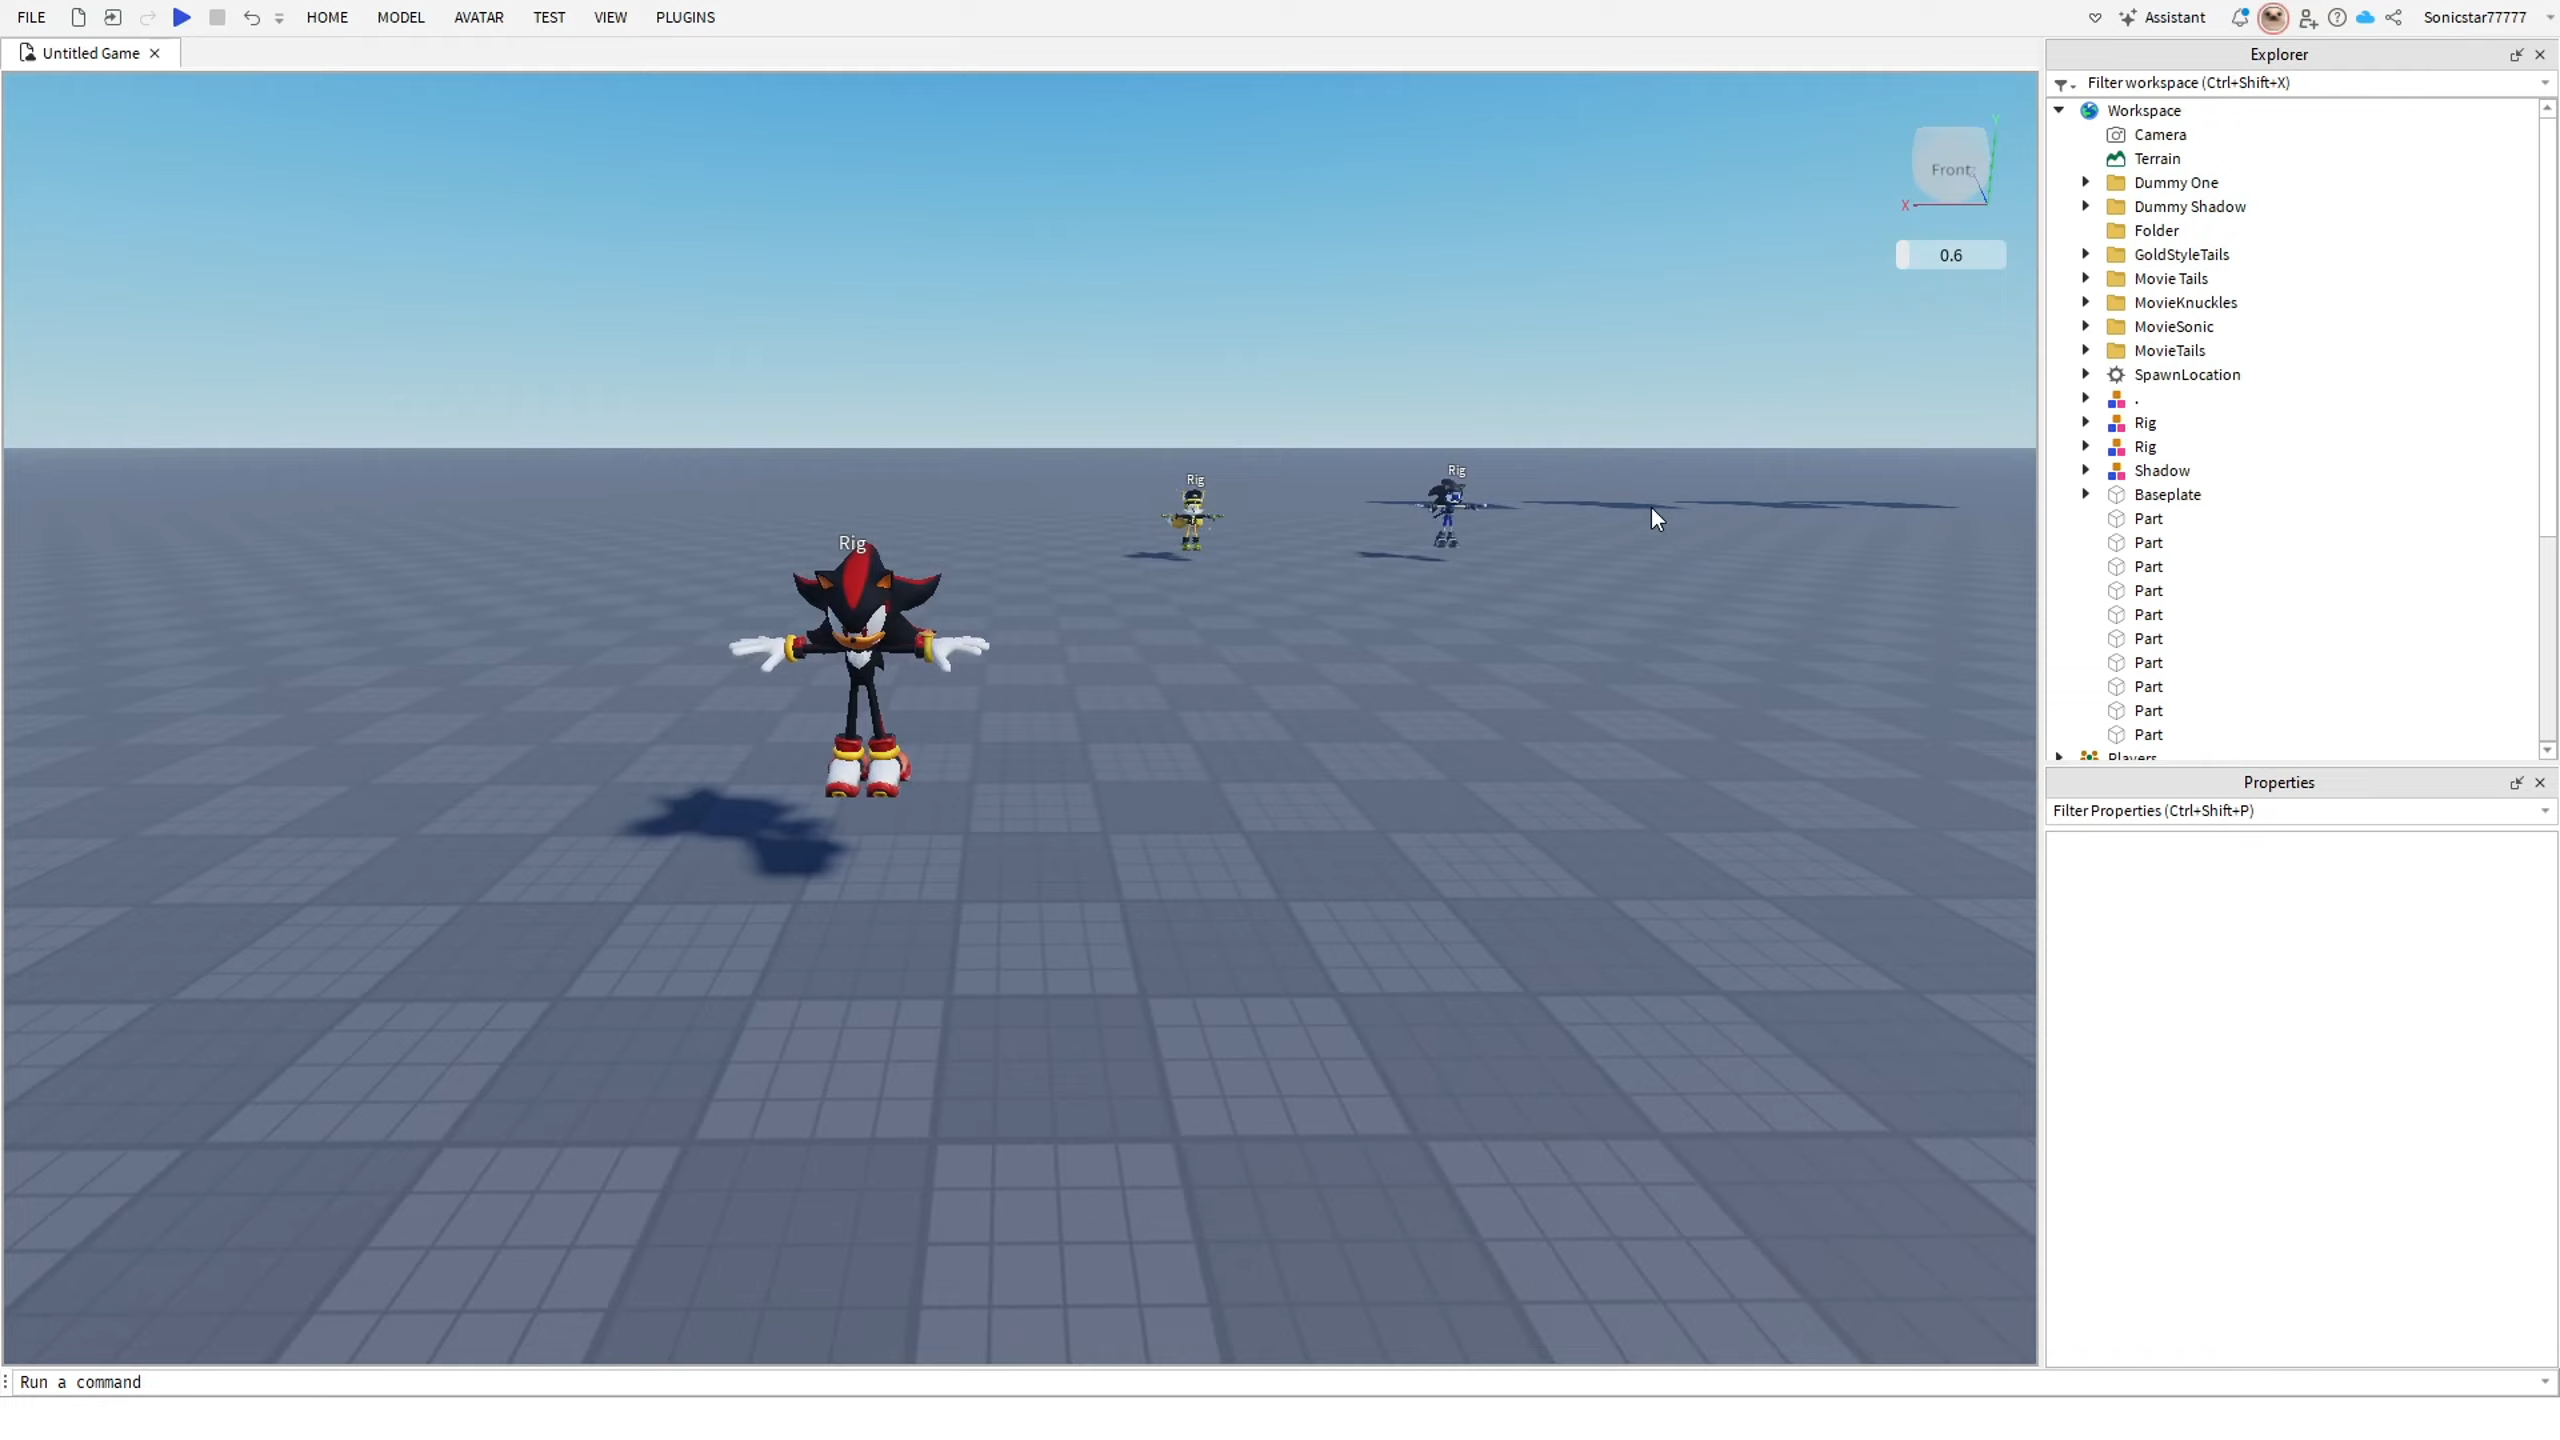 FILE HOME MODEL AVATAR TEST VIEW PLUGINS Assistant Sonicstar77777
Untitled Game
Explorer
Filter workspace (Ctrl+Shift+X)
Workspace
Camera
Terrain
Dummy One
Dummy Shadow
Folder
GoldStyleTails
Movie Tails
MovieKnuckles
MovieSonic
MovieTails
SpawnLocation
.
Rig
Rig
Shadow
Baseplate
Part
Part
Part
Part
Part
Part
Part
Part
Part
Part
Players
Properties
Filter Properties (Ctrl+Shift+P)
Y
Front
X
0.6
Rig
Rig
Rig
Run a command